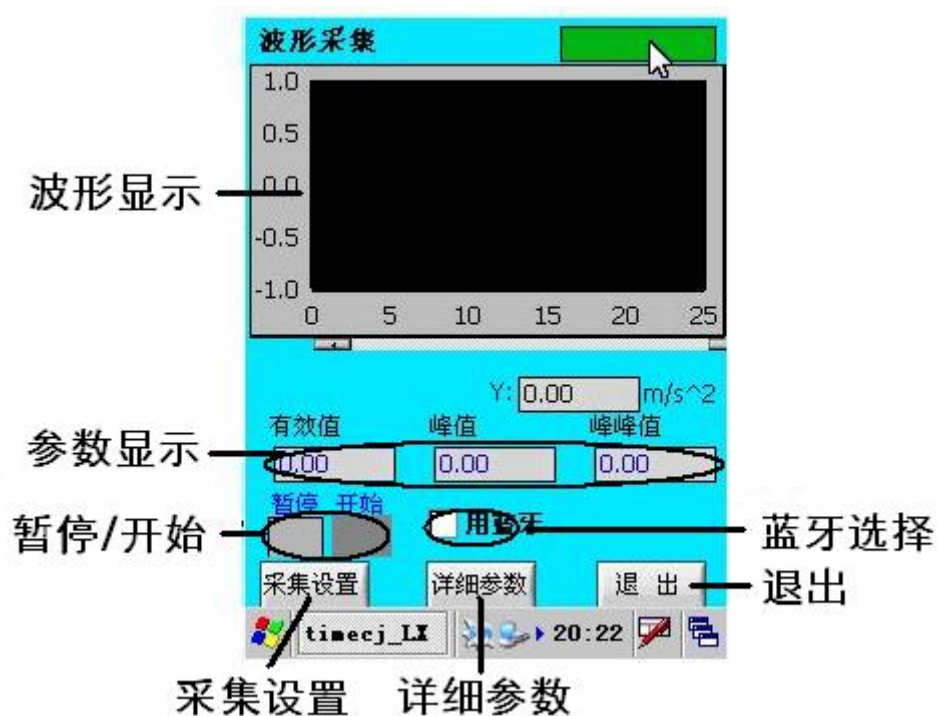 波形采集
1.0
0.5
波形显示
0.0
-0.5
-1.0
0 5 10 15 20 25
Y: 0.00 m/s^2
有效值 峰值 峰峰值
参数显示
0.00 0.00 0.00
暂停 开始
暂停/开始
用蓝牙
蓝牙选择
采集设置 详细参数 退 出
退出
timecj_LX 20:22
采集设置 详细参数